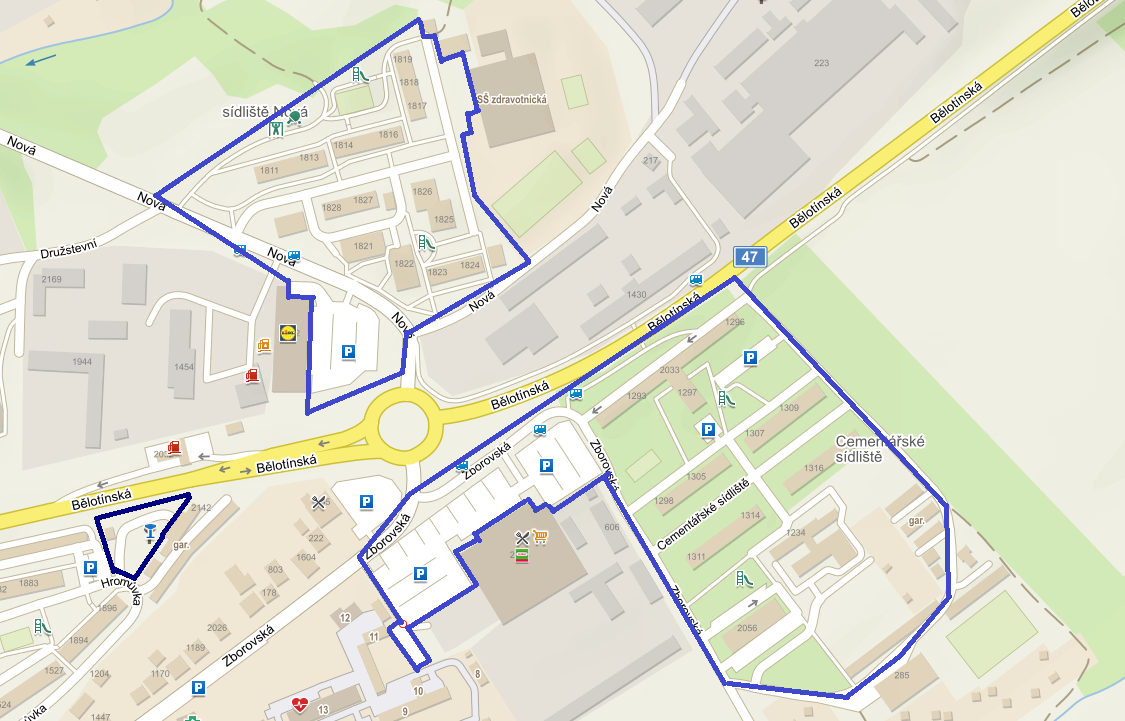 Bělotínská
1819
1818
1817
223
SŠ zdravotnická
sídliště Nová
Bělotínská
1816
1814
1813
1811
217
Nová
Nová
Nová
1826
1827
1828
1825
Bělotínská
Družstevní
1821
Nová
1822
1823
1824
47
2169
1430
Nová
Nová
Bělotínská
1296
P
P
1944
1454
2033
1293
1297
Bělotínská
P
1309
1307
Cementářské
sídliště
Zborovská
Zborovská
P
1316
Bělotínská
1305
Bělotínská
P
1298
Cementářské sídliště
2142
1314
gar.
606
1234
222
Zborovská
gar.
1604
1311
P
803
P
1883
Hromůvka
178
Zborovská
1896
12
2026
11
2056
1894
1189
Zborovská
1527
1204
1170
P
10
8
285
13
9
1447